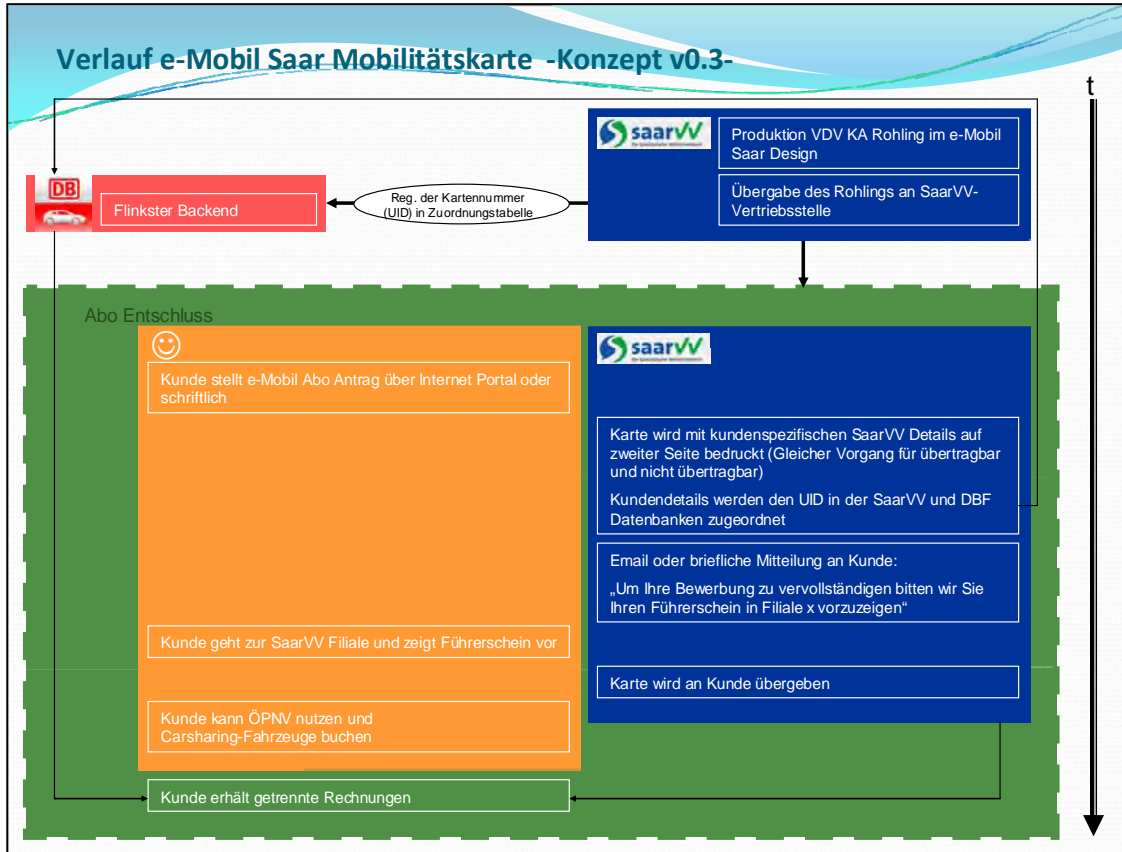 Verlauf e-Mobil Saar Mobilitätskarte -Konzept v0.3-
t
saarVV
Produktion VDV KA Rohling im e-Mobil
Saar Design
Übergabe des Rohlings an SaarVV-
Vertriebsstelle
DB
Flinkster Backend
Reg. der Kartennummer
(UID) in Zuordnungstabelle
Abo Entschluss
Kunde stellt e-Mobil Abo Antrag über Internet Portal oder
schriftlich
saarVV
Karte wird mit kundenspezifischen SaarVV Details auf
zweiter Seite bedruckt (Gleicher Vorgang für übertragbar
und nicht übertragbar)
Kundendetails werden den UID in der SaarVV und DBF
Datenbanken zugeordnet
Email oder briefliche Mitteilung an Kunde:
„Um Ihre Bewerbung zu vervollständigen bitten wir Sie
Ihren Führerschein in Filiale x vorzuzeigen“
Kunde geht zur SaarVV Filiale und zeigt Führerschein vor
Karte wird an Kunde übergeben
Kunde kann ÖPNV nutzen und
Carsharing-Fahrzeuge buchen
Kunde erhält getrennte Rechnungen